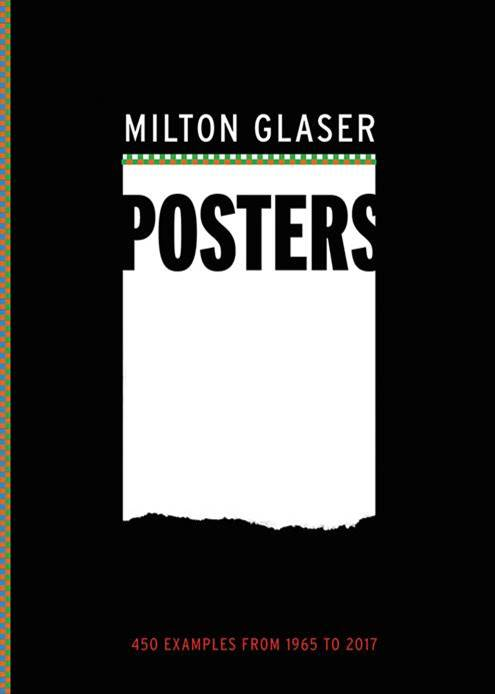 MILTON GLASER
POSTERS
450 EXAMPLES FROM 1965 TO 2017